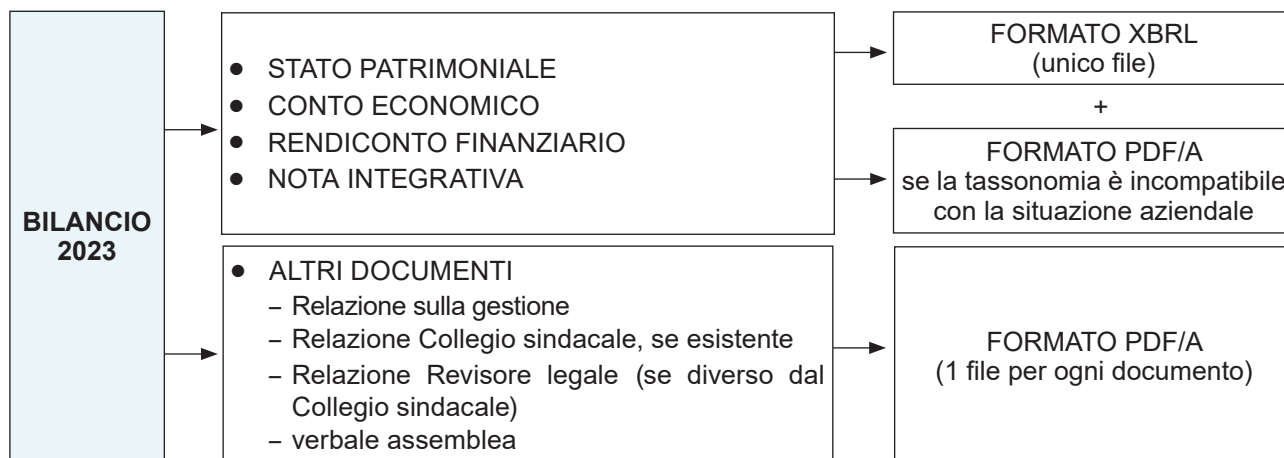 BILANCIO
2023
● STATO PATRIMONIALE
● CONTO ECONOMICO
● RENDICONTO FINANZIARIO
● NOTA INTEGRATIVA
FORMATO XBRL
(unico file)
+
FORMATO PDF/A
se la tassonomia è incompatibile
con la situazione aziendale
● ALTRI DOCUMENTI
– Relazione sulla gestione
– Relazione Collegio sindacale, se esistente
– Relazione Revisore legale (se diverso dal
Collegio sindacale)
– verbale assemblea
FORMATO PDF/A
(1 file per ogni documento)